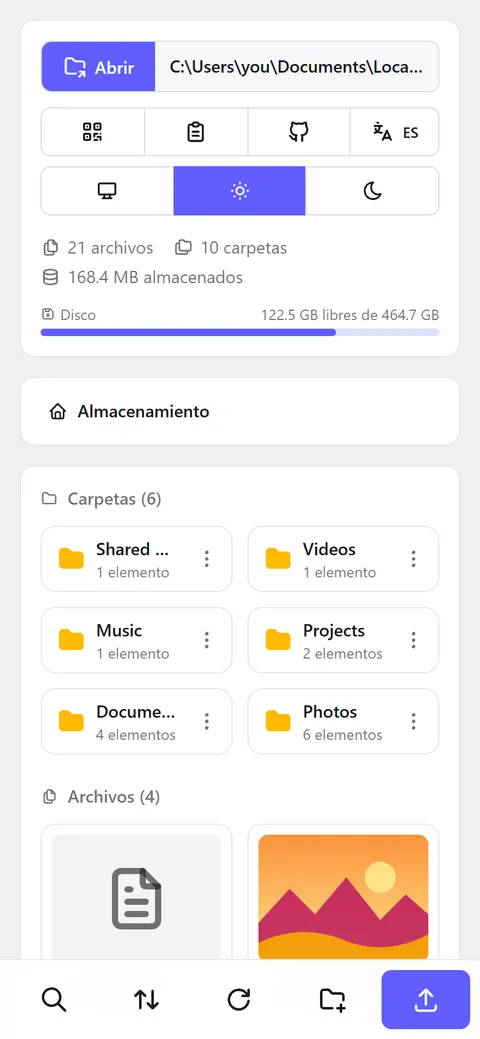 Abrir
C:\Users\you\Documents\Loca...
ES
21 archivos
10 carpetas
168.4 MB almacenados
Disco
122.5 GB libres de 464.7 GB
Almacenamiento
Carpetas (6)
Shared ...
1 elemento
Videos
1 elemento
Music
1 elemento
Projects
2 elementos
Docume...
4 elementos
Photos
6 elementos
Archivos (4)